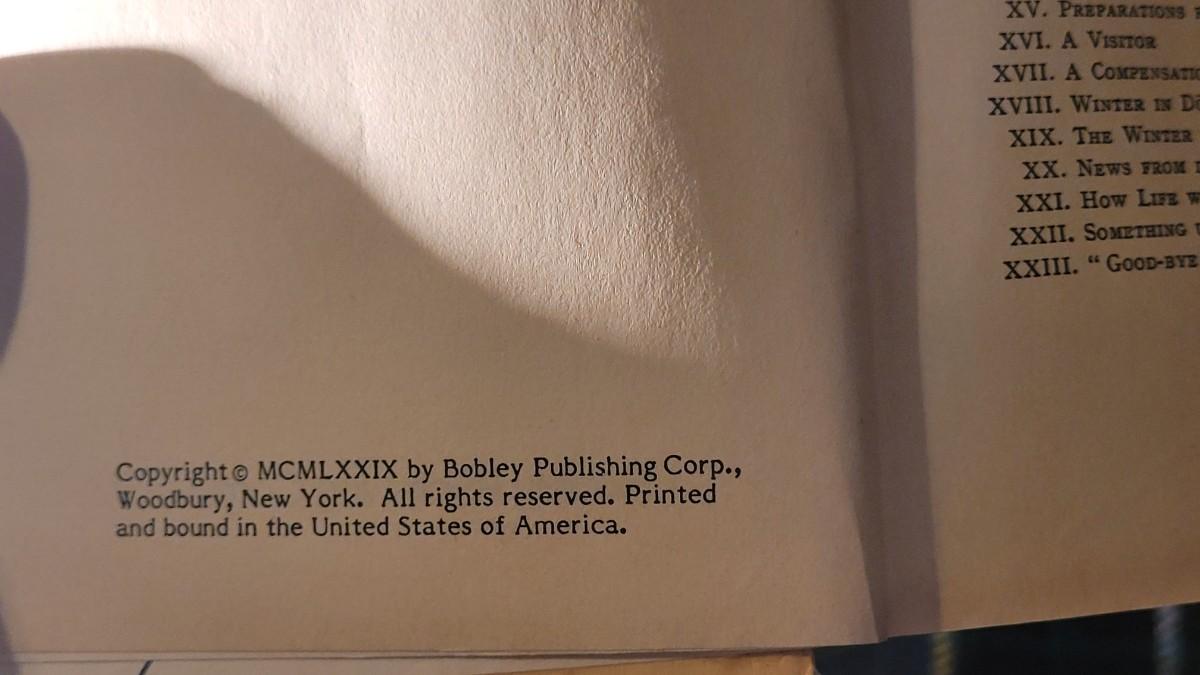 Copyright © MCMLXXIX by Bobley Publishing Corp.,
Woodbury, New York. All rights reserved. Printed
and bound in the United States of America.
XV. PREPARATIONS
XVI. A VISITOR
XVII. A
XVIII. WINTER IN
XIX. THE WINTER
XX. NEWS FROM
XXI. HOW LIFE
XXII. SOMETHING
XXIII. “ GOOD-BYE